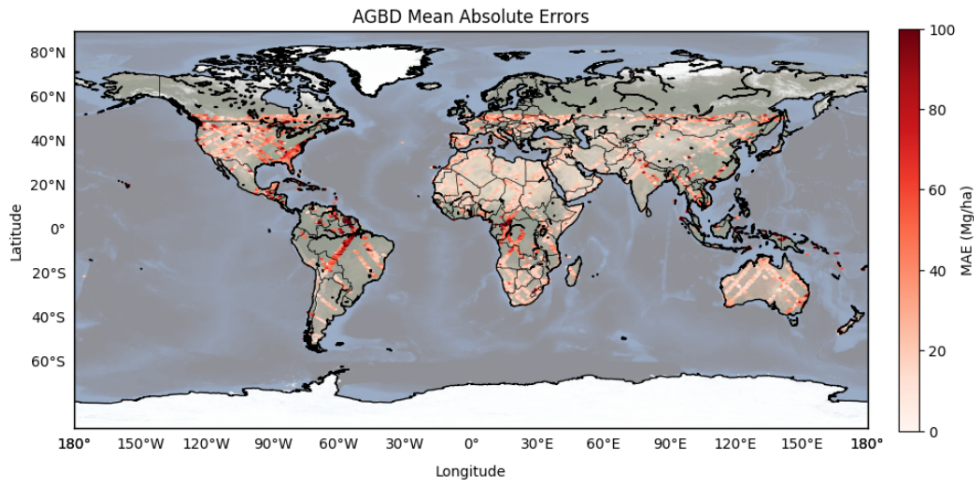 AGBD Mean Absolute Errors
80°N
60°N
40°N
20°N
0°
20°S
40°S
60°S
Latitude
180° 150°W 120°W 90°W 60°W 30°W 0° 30°E 60°E 90°E 120°E 150°E 180°
Longitude
100
80
60
40
20
0
MAE (Mg/ha)